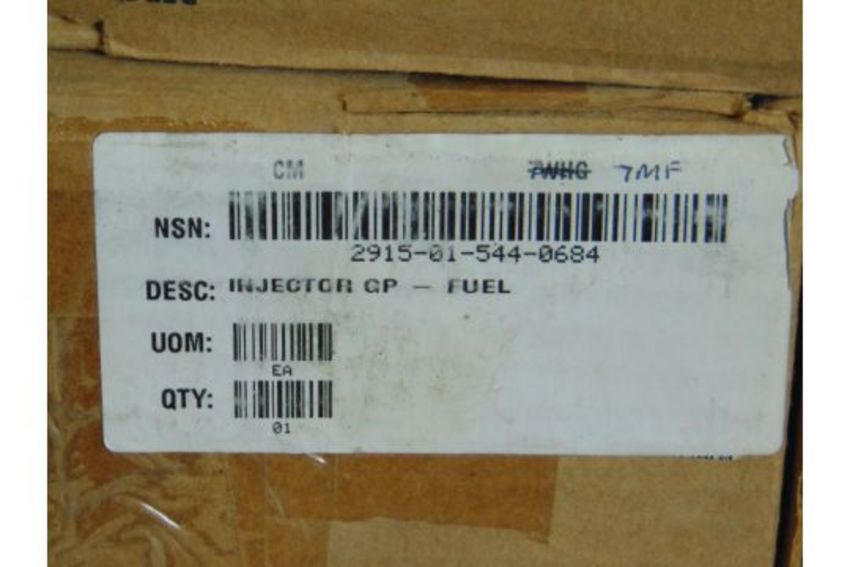 CM 7WHG 7MF
NSN:
2915-01-544-0684
DESC: INJECTOR GP - FUEL
UOM:
EA
QTY:
01